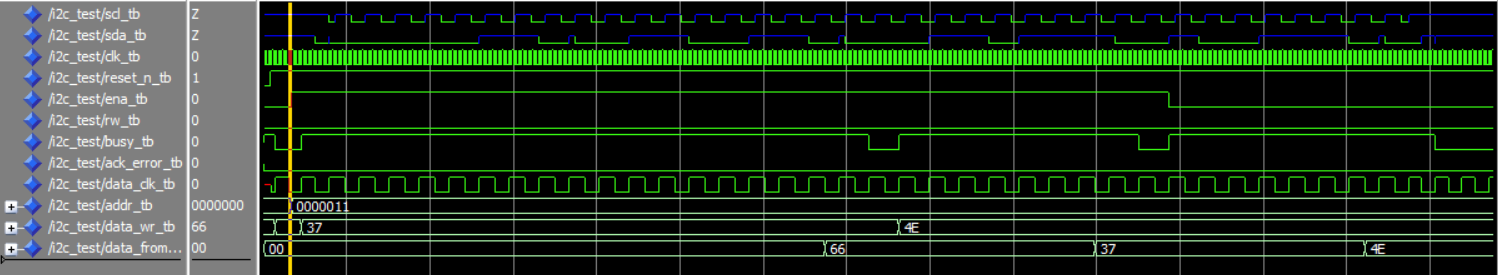 /i2c_test/scl_tb Z
/i2c_test/sda_tb Z
/i2c_test/clk_tb 0
/i2c_test/reset_n_tb 1
/i2c_test/ena_tb 0
/i2c_test/rw_tb 0
/i2c_test/busy_tb 0
/i2c_test/ack_error_tb 0
/i2c_test/data_clk_tb 0
/i2c_test/addr_tb 0000000 0000011
/i2c_test/data_wr_tb 66 37 4E
/i2c_test/data_from... 00 00 66 37 4E